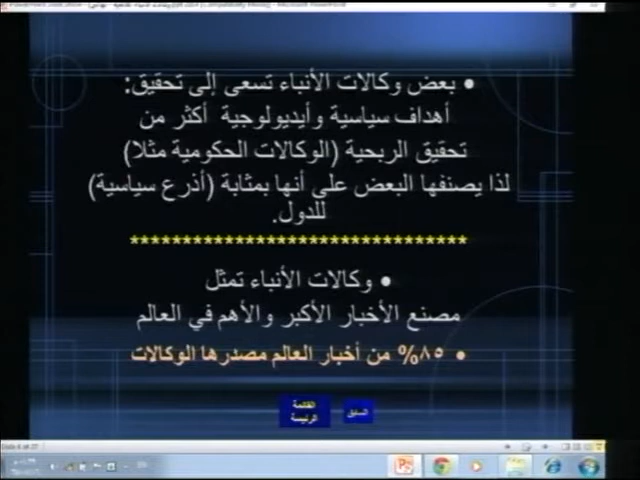 • بعض وكالات الأنباء تسعى إلى تحقيق:
أهداف سياسية وأيديولوجية أكثر من
تحقيق الربحية (الوكالات الحكومية مثلا)
لذا يصنفها البعض على أنها بمثابة (أذرع سياسية)
للدول.
*********************************
• وكالات الأنباء تمثل
مصنع الأخبار الأكبر والأهم في العالم
• ٨٥% من أخبار العالم مصدرها الوكالات
السابق
القائمة
الرئيسة